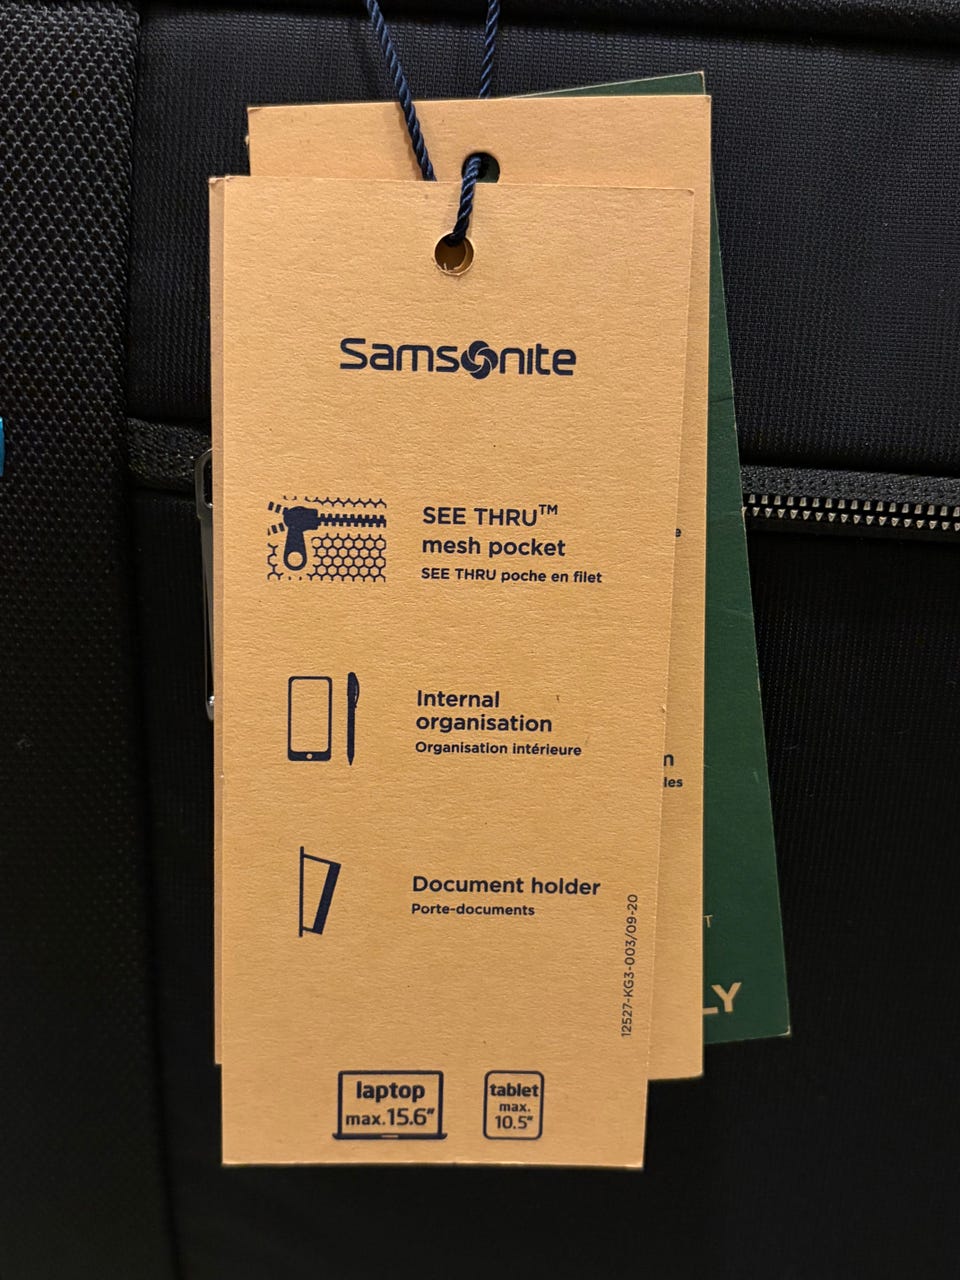 Samsonite
SEE THRU™
mesh pocket
SEE THRU poche en filet
Internal
organisation
Organisation intérieure
Document holder
Porte-documents
12527-KG3-003/09-20
laptop
max. 15.6"
tablet
max.
10.5"